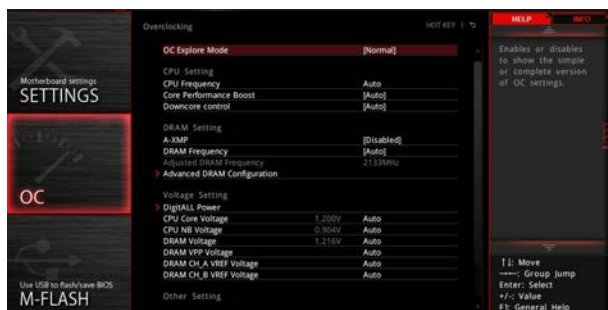 Overclocking
HOT KEY
HELP
INFO
OC Explore Mode [Normal]
CPU Setting
CPU Frequency Auto
Core Performance Boost [Auto]
Downcore control [Auto]
DRAM Setting
A-XMP [Disabled]
DRAM Frequency [Auto]
Adjusted DRAM Frequency 2133MHz
Advanced DRAM Configuration
Voltage Setting
DigitALL Power
CPU Core Voltage 1.200V Auto
CPU NB Voltage 0.904V Auto
DRAM Voltage 1.216V Auto
DRAM VPP Voltage Auto
DRAM CH_A VREF Voltage Auto
DRAM CH_B VREF Voltage Auto
Other Setting
Motherboard settings
SETTINGS
OC
Use USB to flash/save BIOS
M-FLASH
Enables or disables
to show the simple
or complete version
of OC settings.
↑↓: Move
Group Jump
Enter: Select
+/-: Value
F1: General Help